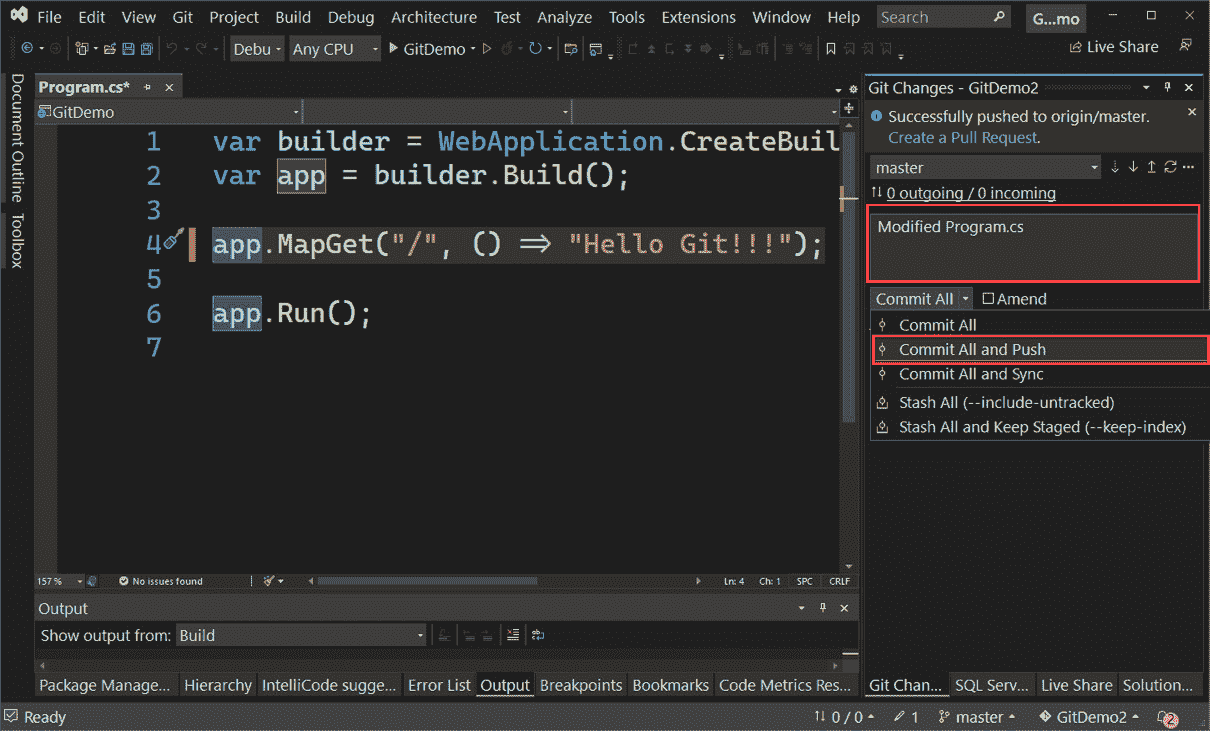 File Edit View Git Project Build Debug Architecture Test Analyze Tools Extensions Window Help Search G...mo
Debu Any CPU GitDemo Live Share
Document Outline
Toolbox
Program.cs*
GitDemo
1 var builder = WebApplication.CreateBuil
2 var app = builder.Build();
3
4 app.MapGet("/", () => "Hello Git!!!");
5
6 app.Run();
7
157 % No issues found Ln: 4 Ch: 1 SPC CRLF
Output
Show output from: Build
Package Manage... Hierarchy IntelliCode sugge... Error List Output Breakpoints Bookmarks Code Metrics Res...
Git Changes - GitDemo2
Successfully pushed to origin/master.
Create a Pull Request.
master
0 outgoing / 0 incoming
Modified Program.cs
Commit All Amend
Commit All
Commit All and Push
Commit All and Sync
Stash All (--include-untracked)
Stash All and Keep Staged (--keep-index)
Git Chan... SQL Serv... Live Share Solution...
Ready 0 / 0 1 master GitDemo2 2